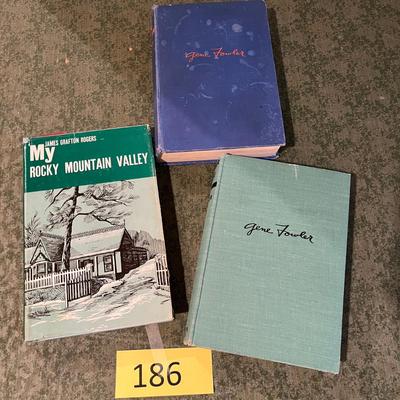 Gene Fowler
JAMES GRAFTON ROGERS
My
ROCKY MOUNTAIN VALLEY
Gene Fowler
186